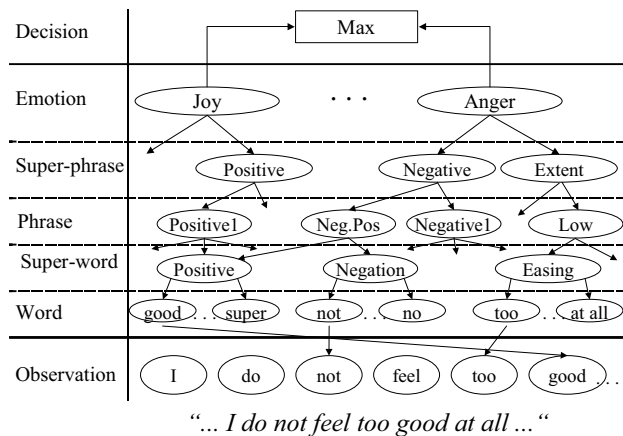 Decision Max
Emotion Joy . . . Anger
Super-phrase Positive Negative Extent
Phrase Positive1 Neg.Pos Negative1 Low
Super-word Positive Negation Easing
Word good . . . super not . . . no too . . . at all
Observation I do not feel too good . . .
“... I do not feel too good at all ...“